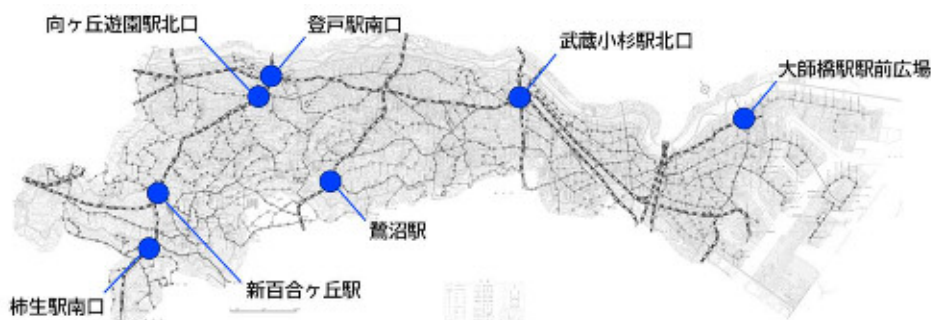 向ヶ丘遊園駅北口
登戸駅南口
武蔵小杉駅北口
大師橋駅駅前広場
鷺沼駅
新百合ヶ丘駅
柿生駅南口